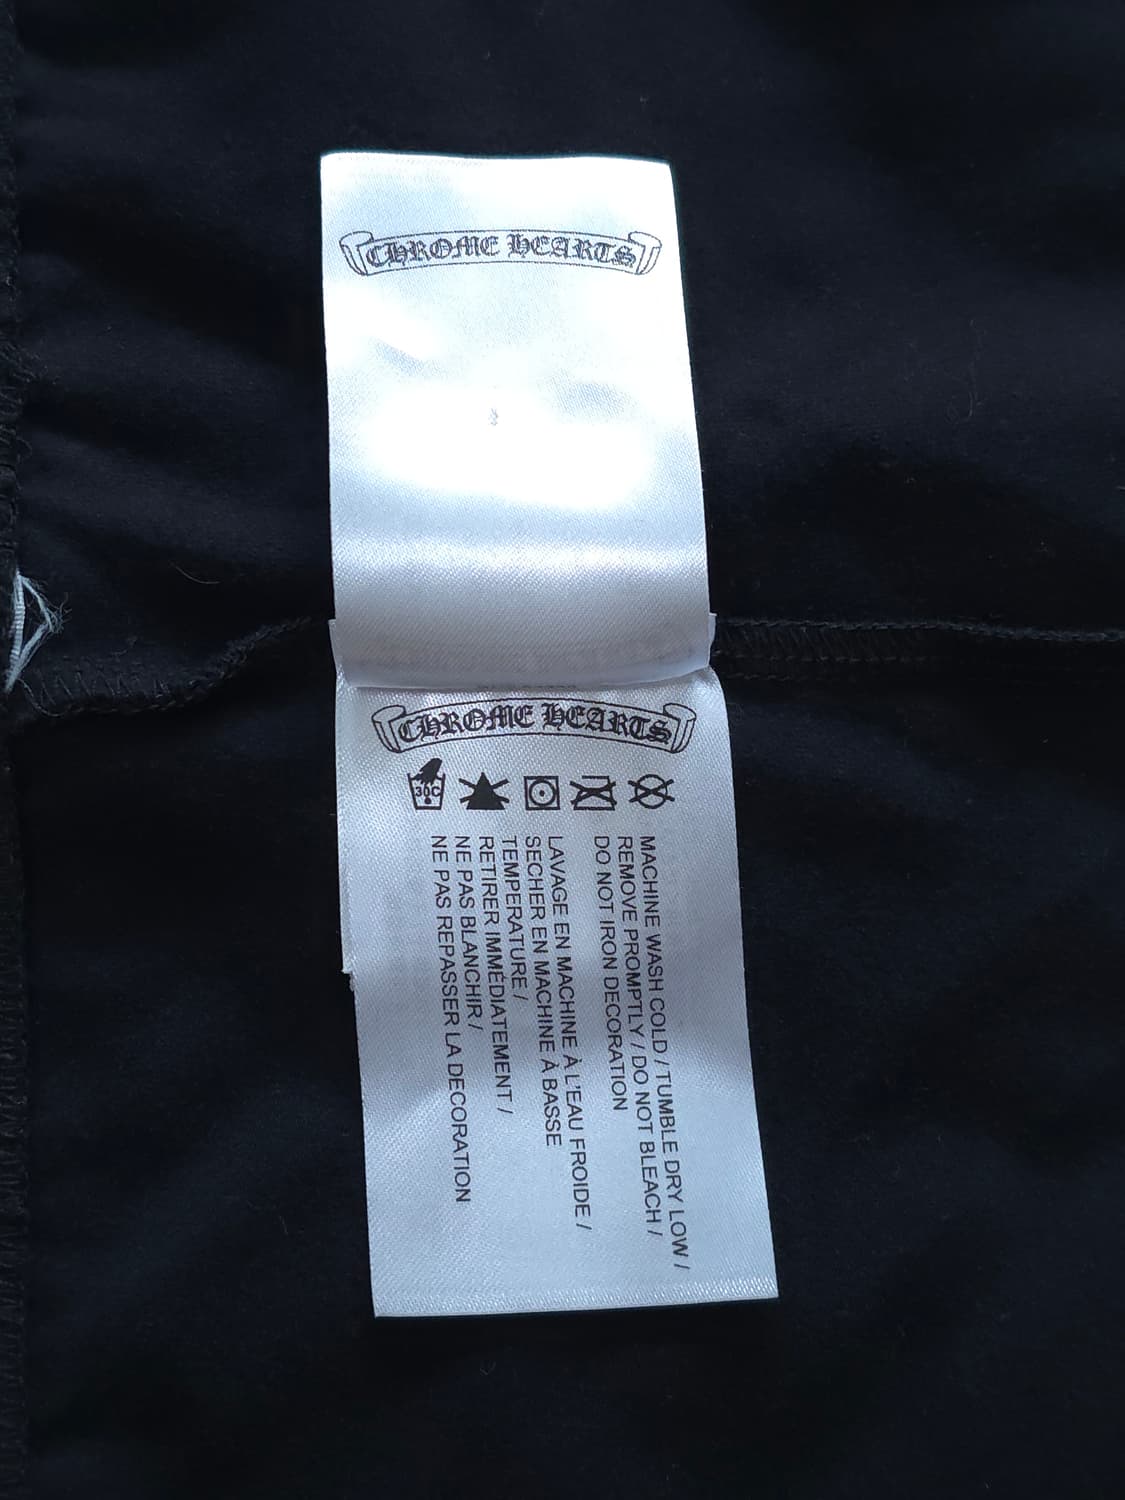 CHROME HEARTS
CHROME HEARTS
30C
MACHINE WASH COLD / TUMBLE DRY LOW /
REMOVE PROMPTLY / DO NOT BLEACH /
DO NOT IRON DECORATION
LAVAGE EN MACHINE À L'EAU FROIDE /
SECHER EN MACHINE À BASSE
TEMPERATURE /
RETIRER IMMÉDIATEMENT /
NE PAS BLANCHIR /
NE PAS REPASSER LA DECORATION